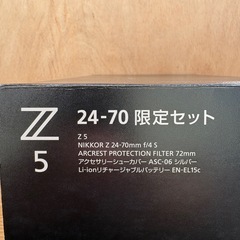 Z
5
24-70 限定セット
Z 5
NIKKOR Z 24-70mm f/4 S
ARCREST PROTECTION FILTER 72mm
アクセサリーシューカバー ASC-06 シルバー
Li-ionリチャージャブルバッテリー EN-EL15c